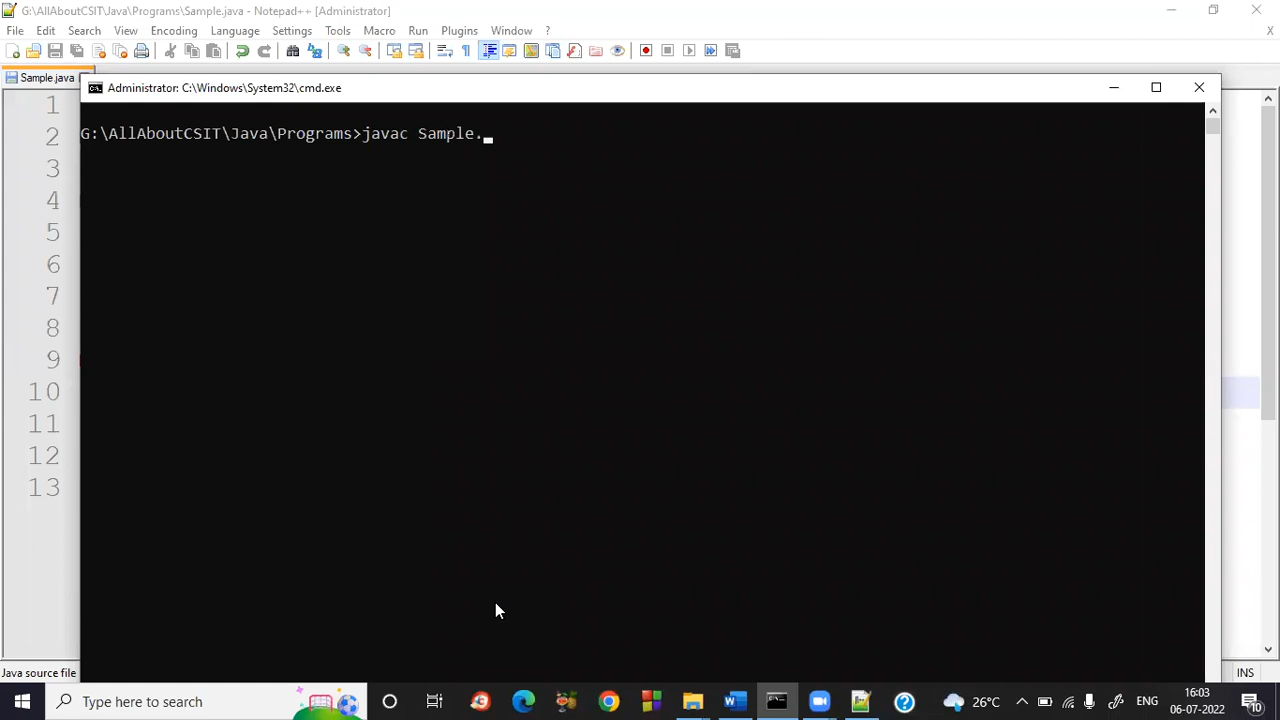 G:\AllAboutCSIT\Java\Programs\Sample.java - Notepad++ [Administrator]
File Edit Search View Encoding Language Settings Tools Macro Run Plugins Window ? X
Sample.java
Administrator: C:\Windows\System32\cmd.exe
G:\AllAboutCSIT\Java\Programs>javac Sample.
1
2
3
4
5
6
7
8
9
10
11
12
13
Java source file INS
Type here to search 26°C ENG 16:03 06-07-2022 10